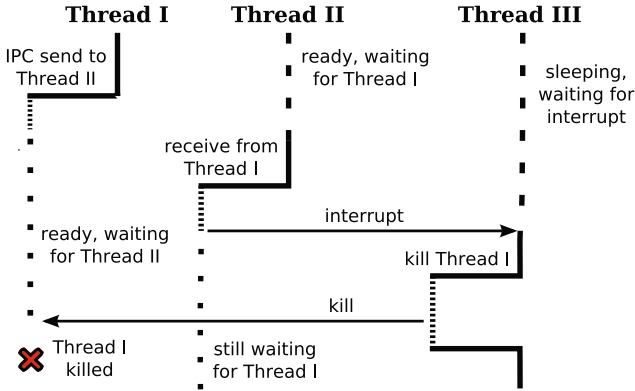 Thread I
Thread II
Thread III
IPC send to
Thread II
ready, waiting
for Thread I
sleeping,
waiting for
interrupt
receive from
Thread I
interrupt
ready, waiting
for Thread II
kill Thread I
kill
Thread I
killed
still waiting
for Thread I